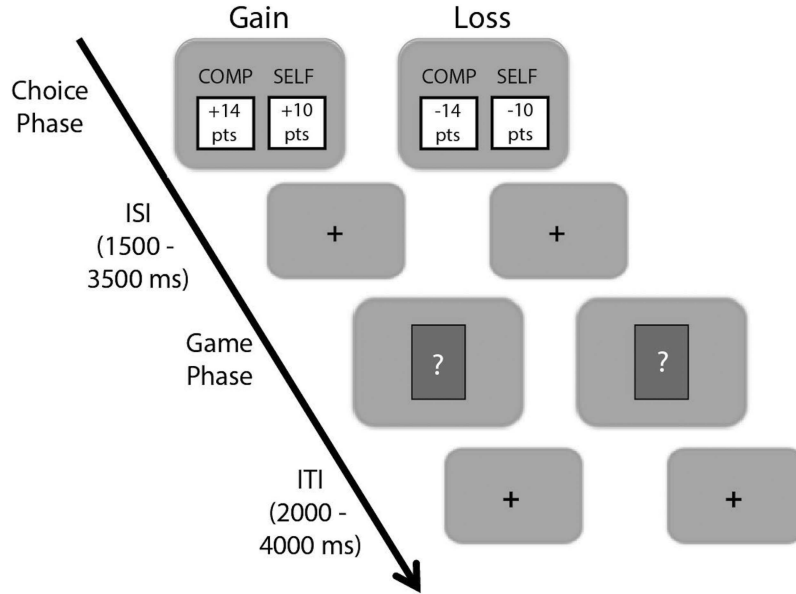 Gain
Loss
Choice
Phase
COMP SELF
+14
pts
+10
pts
COMP SELF
-14
pts
-10
pts
ISI
(1500 -
3500 ms)
+
+
Game
Phase
?
?
ITI
(2000 -
4000 ms)
+
+